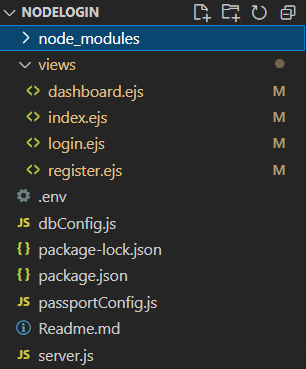 NODELOGIN
node_modules
views
<> dashboard.ejs M
<> index.ejs M
<> login.ejs M
<> register.ejs M
.env
JS dbConfig.js
{} package-lock.json
{} package.json
JS passportConfig.js
Readme.md
JS server.js